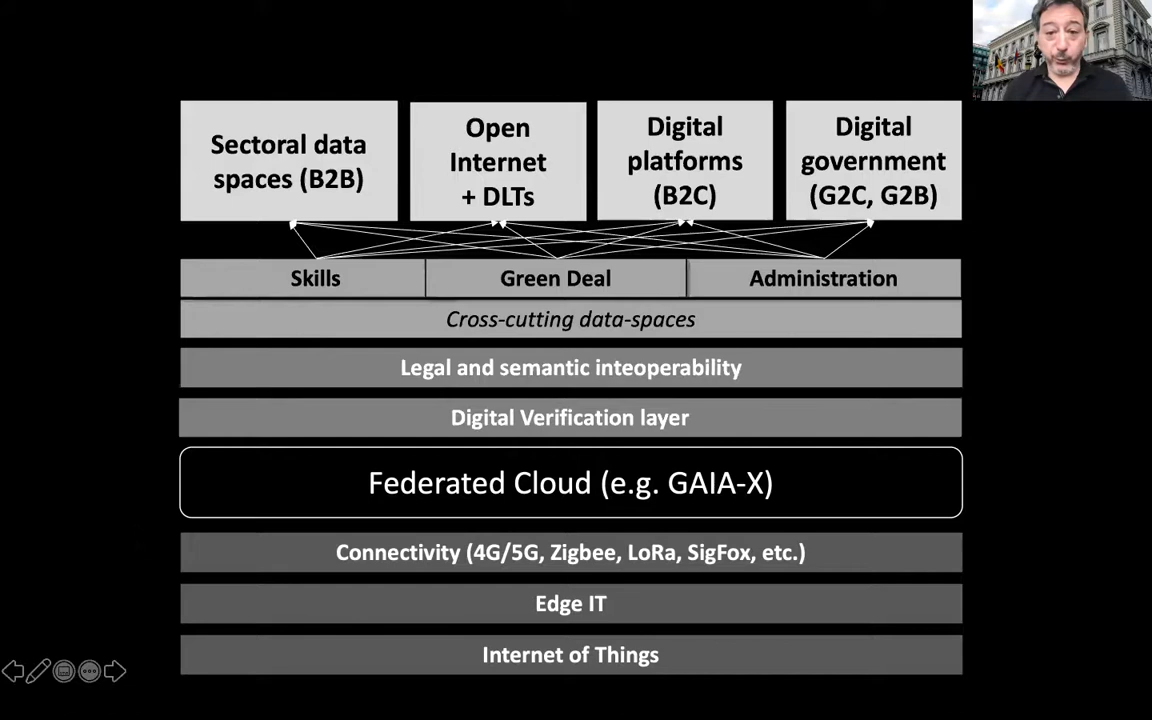 Sectoral data
spaces (B2B)
Open
Internet
+ DLTs
Digital
platforms
(B2C)
Digital
government
(G2C, G2B)
Skills
Green Deal
Administration
Cross-cutting data-spaces
Legal and semantic inteoperability
Digital Verification layer
Federated Cloud (e.g. GAIA-X)
Connectivity (4G/5G, Zigbee, LoRa, SigFox, etc.)
Edge IT
Internet of Things